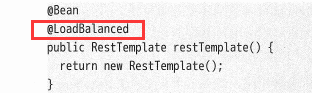 @Bean
@LoadBalanced
public RestTemplate restTemplate() {
return new RestTemplate();
}